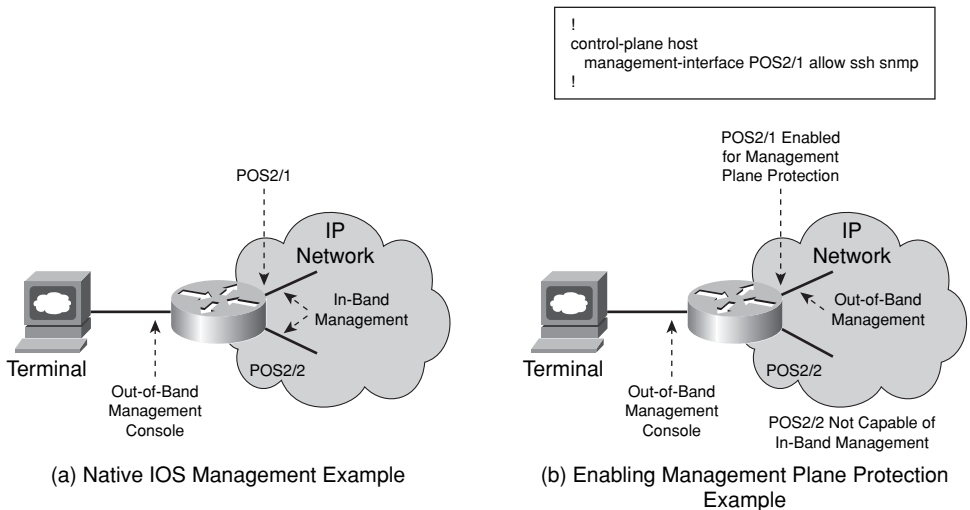 !
control-plane host
management-interface POS2/1 allow ssh snmp
!
POS2/1
IP
Network
In-Band
Management
POS2/2
Terminal
Out-of-Band
Management
Console
(a) Native IOS Management Example
POS2/1 Enabled
for Management
Plane Protection
IP
Network
Out-of-Band
Management
POS2/2
Terminal
Out-of-Band
Management
Console
POS2/2 Not Capable of
In-Band Management
(b) Enabling Management Plane Protection
Example